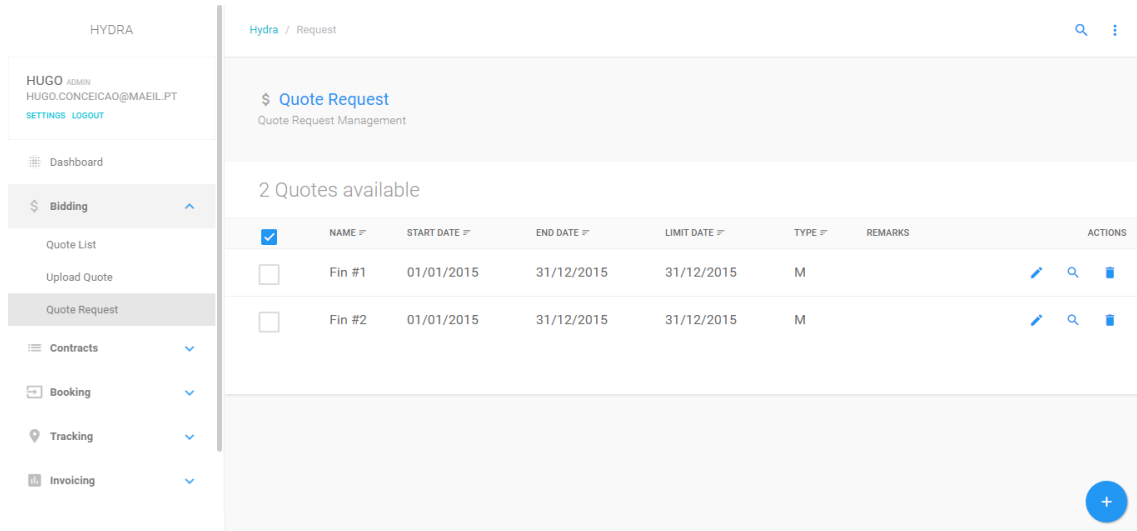 HYDRA
HUGO ADMIN
HUGO.CONCEICAO@MAEIL.PT
SETTINGS LOGOUT
Dashboard
Bidding
Quote List
Upload Quote
Quote Request
Contracts
Booking
Tracking
Invoicing
Hydra / Request
$ Quote Request
Quote Request Management
2 Quotes available
NAME START DATE END DATE LIMIT DATE TYPE REMARKS ACTIONS
Fin #1 01/01/2015 31/12/2015 31/12/2015 M
Fin #2 01/01/2015 31/12/2015 31/12/2015 M